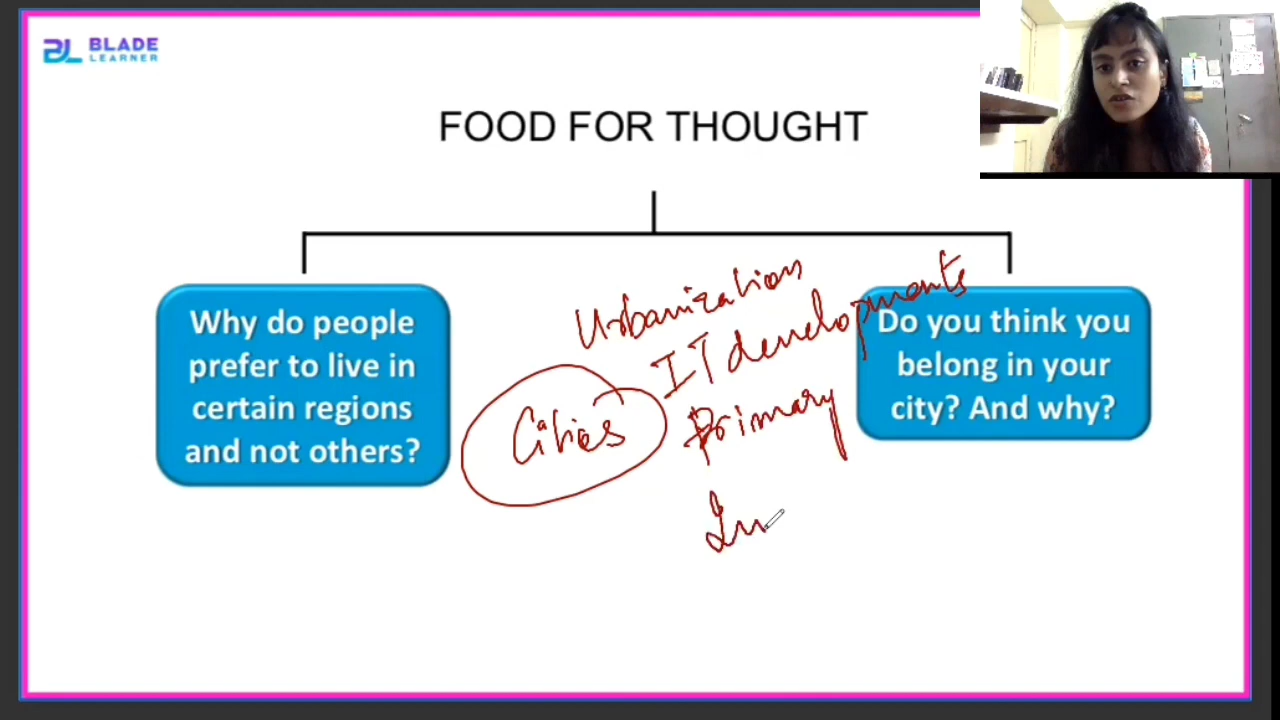 BLADE
LEARNER
FOOD FOR THOUGHT
Why do people
prefer to live in
certain regions
and not others?
Urbanization
IT developments
Cities
Primary
Do you think you
belong in your
city? And why?